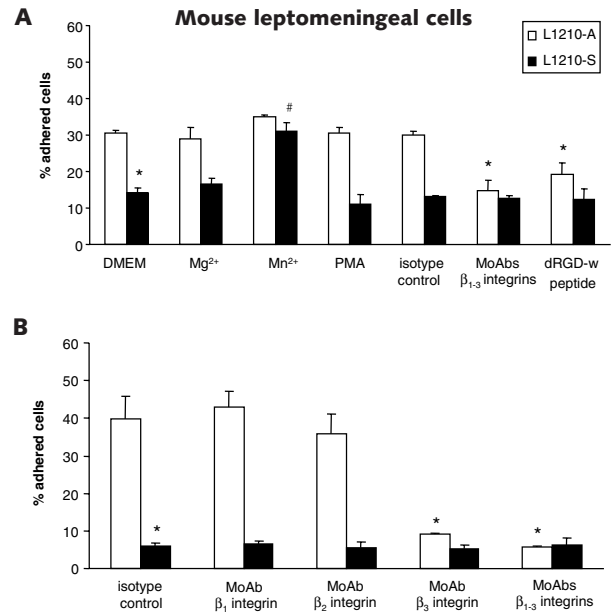 A
Mouse leptomeningeal cells
L1210-A
L1210-S
% adhered cells
60
50
40
30
20
10
0
*
#
*
*
DMEM
Mg²⁺
Mn²⁺
PMA
isotype
control
MoAbs
β₁₋₃ integrins
dRGD-w
peptide
B
% adhered cells
60
50
40
30
20
10
0
*
*
*
isotype
control
MoAb
β₁ integrin
MoAb
β₂ integrin
MoAb
β₃ integrin
MoAbs
β₁₋₃ integrins